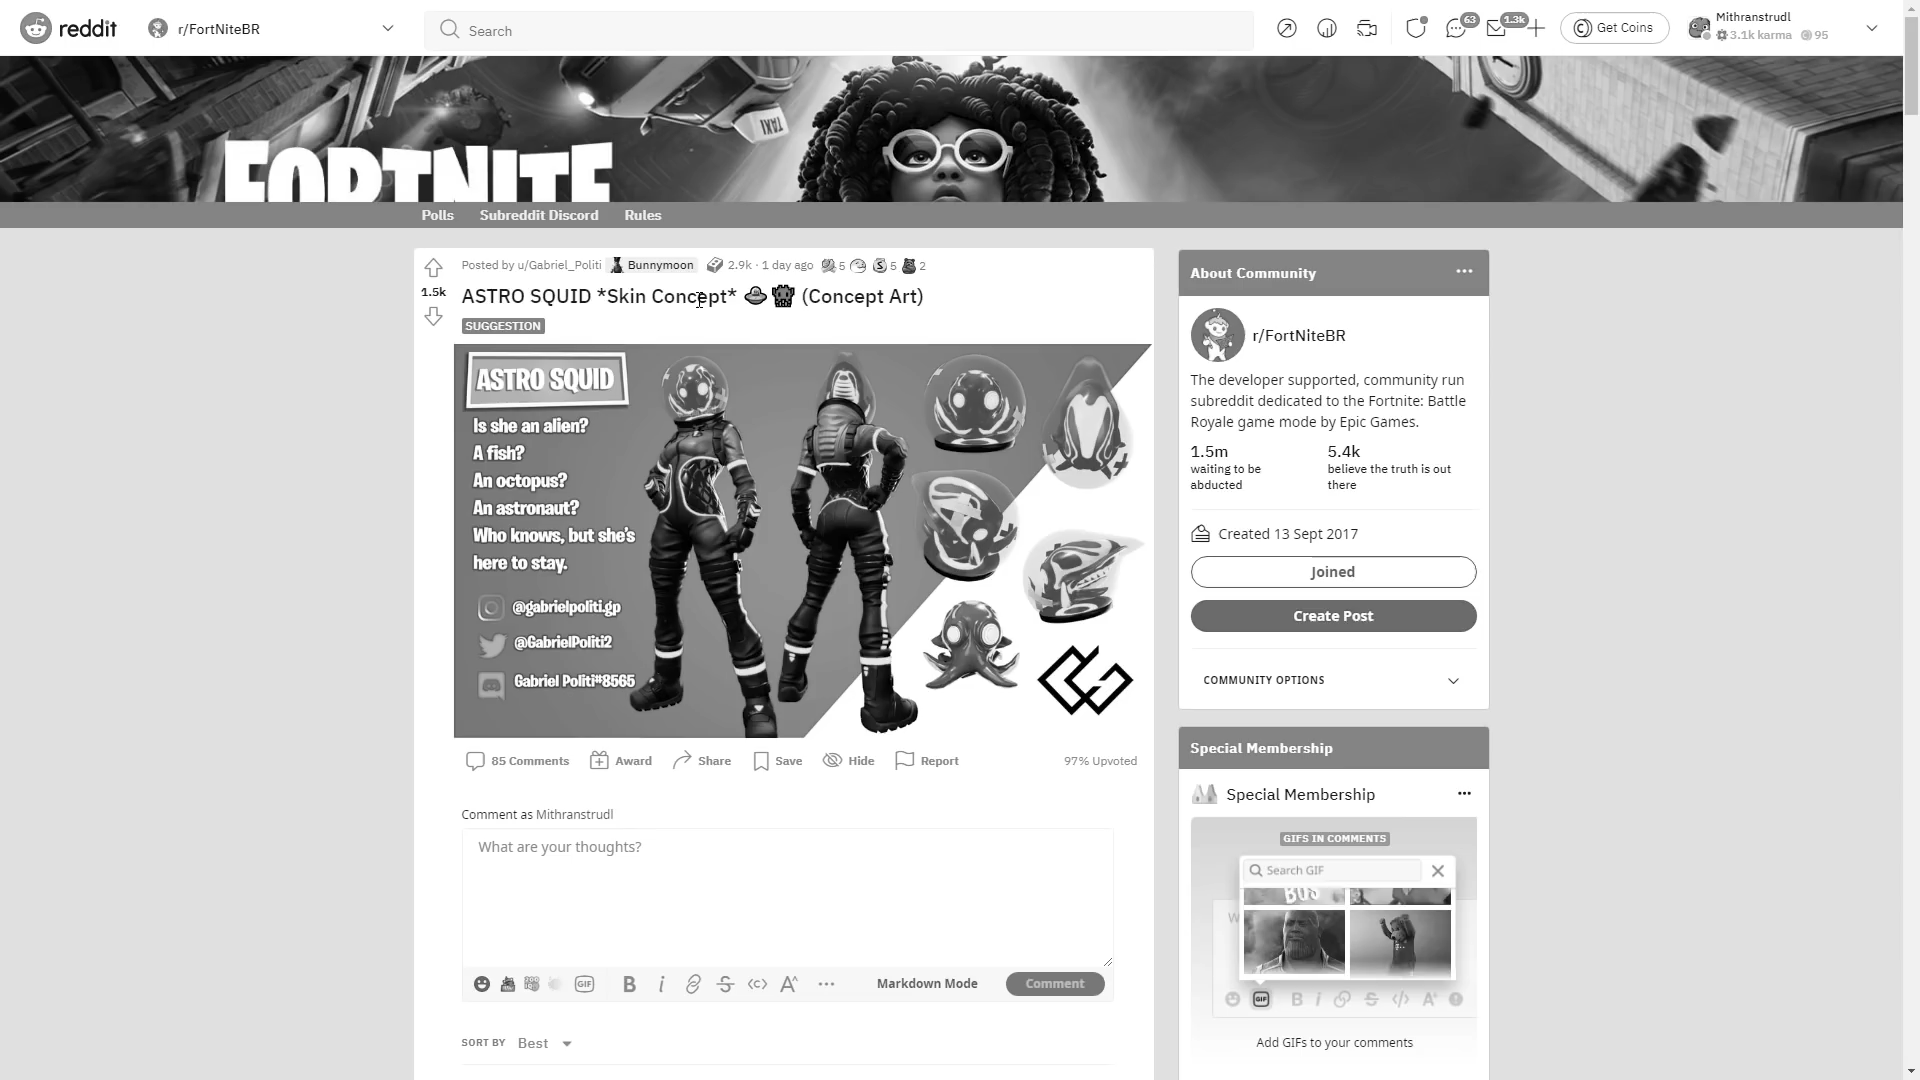 reddit
r/FortNiteBR
Search
63
1.3k
Get Coins
Mithranstrudl
3.1k karma
95
TAXI
FORTNITE
Polls
Subreddit Discord
Rules
Posted by u/Gabriel_Politi Bunnymoon 2.9k · 1 day ago 5 5 2
1.5k
ASTRO SQUID *Skin Concept* (Concept Art)
SUGGESTION
ASTRO SQUID
Is she an alien?
A fish?
An octopus?
An astronaut?
Who knows, but she's
here to stay.
@gabrielpoliti.gp
@GabrielPoliti2
Gabriel Politi#8565
85 Comments
Award
Share
Save
Hide
Report
97% Upvoted
Comment as Mithranstrudl
What are your thoughts?
GIF
B i
Markdown Mode
Comment
SORT BY Best
About Community
r/FortNiteBR
The developer supported, community run
subreddit dedicated to the Fortnite: Battle
Royale game mode by Epic Games.
1.5m
waiting to be
abducted
5.4k
believe the truth is out
there
Created 13 Sept 2017
Joined
Create Post
COMMUNITY OPTIONS
Special Membership
Special Membership
GIFS IN COMMENTS
Search GIF
GIF
B i
Add GIFs to your comments